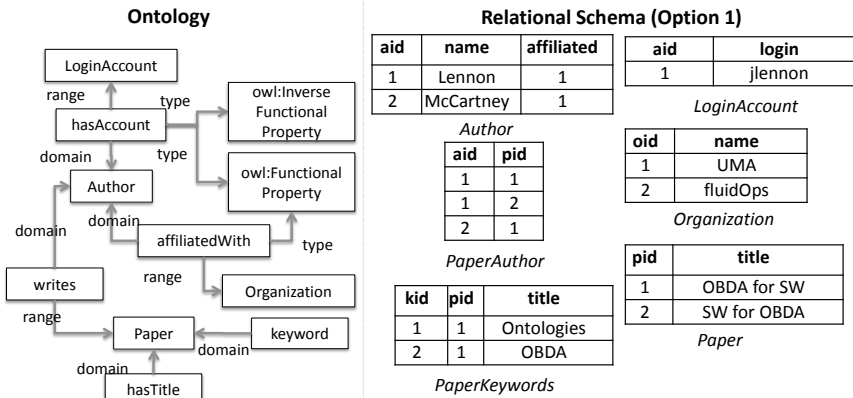 Ontology
LoginAccount
range
type
owl:Inverse
Functional
Property
hasAccount
domain
type
owl:Functional
Property
Author
domain
domain
affiliatedWith
type
range
writes
Organization
range
Paper
keyword
domain
domain
hasTitle
Relational Schema (Option 1)
aid name affiliated
1 Lennon 1
2 McCartney 1
Author
aid login
1 jlennon
LoginAccount
aid pid
1 1
1 2
2 1
PaperAuthor
oid name
1 UMA
2 fluidOps
Organization
kid pid title
1 1 Ontologies
2 1 OBDA
PaperKeywords
pid title
1 OBDA for SW
2 SW for OBDA
Paper